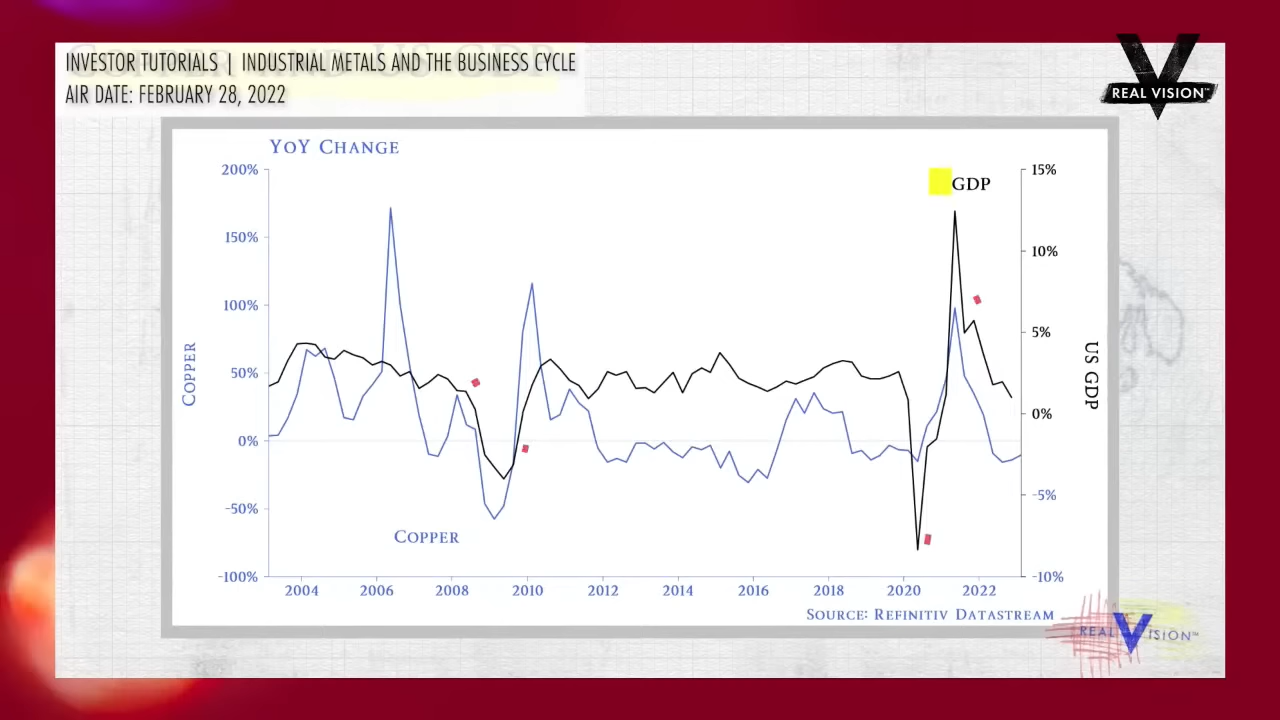 INVESTOR TUTORIALS | INDUSTRIAL METALS AND THE BUSINESS CYCLE
AIR DATE: FEBRUARY 28, 2022
REAL VISION™
YoY Change
200%
150%
100%
50%
0%
-50%
-100%
Copper
GDP
15%
10%
5%
0%
-5%
-10%
US GDP
Copper
2004 2006 2008 2010 2012 2014 2016 2018 2020 2022
Source: Refinitiv Datastream
REAL VISION™